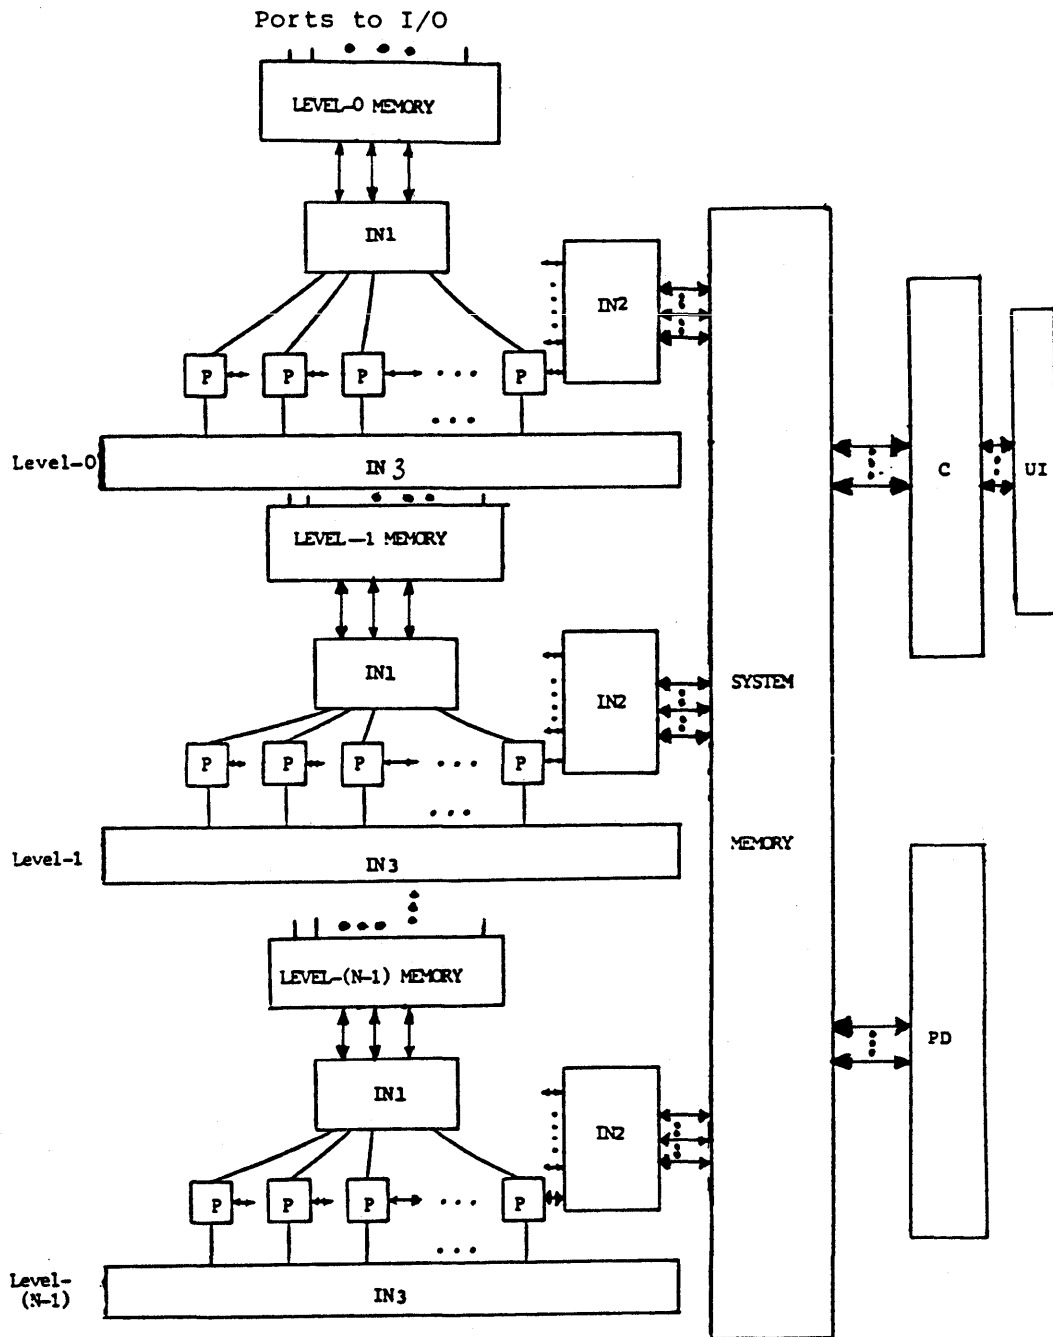 Ports to I/O
LEVEL-0 MEMORY
IN1
IN2
P P P P
Level-0
IN 3
LEVEL-1 MEMORY
IN1
IN2
P P P P
Level-1
IN3
LEVEL-(N-1) MEMORY
IN1
IN2
P P P P
Level-
(N-1)
IN3
SYSTEM
MEMORY
C
UI
PD